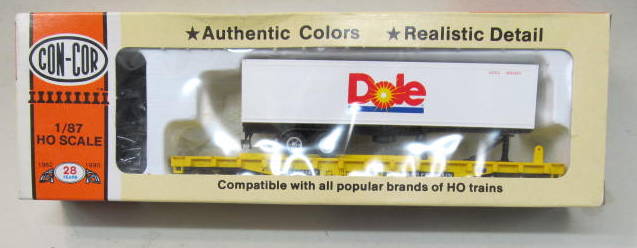 ★Authentic Colors ★Realistic Detail
CON-COR
1/87
HO SCALE
1962 28 1990
YEARS
Dole
Compatible with all popular brands of HO trains